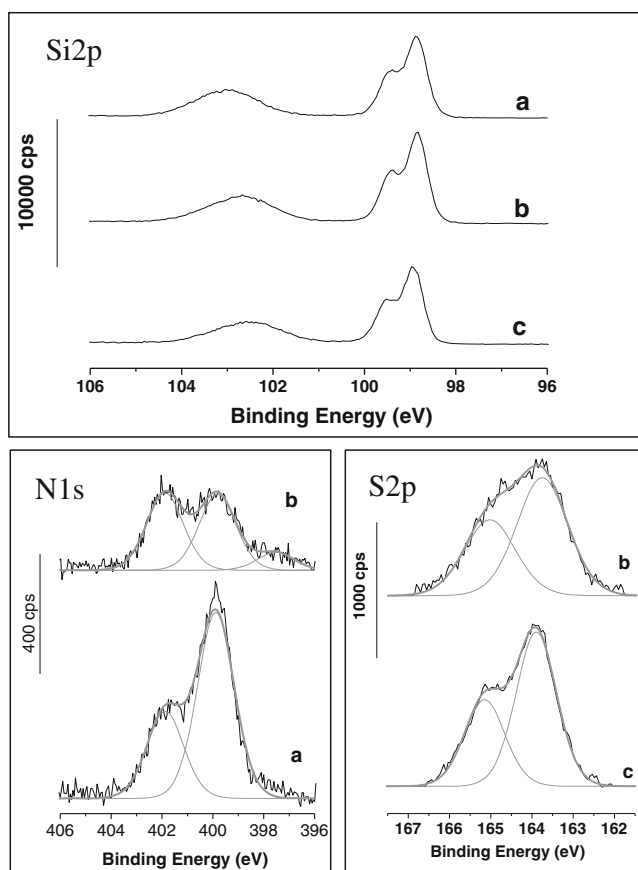 Si2p
10000 cps
a
b
c
106 104 102 100 98 96
Binding Energy (eV)
N1s
400 cps
b
a
406 404 402 400 398 396
Binding Energy (eV)
S2p
1000 cps
b
c
167 166 165 164 163 162
Binding Energy (eV)